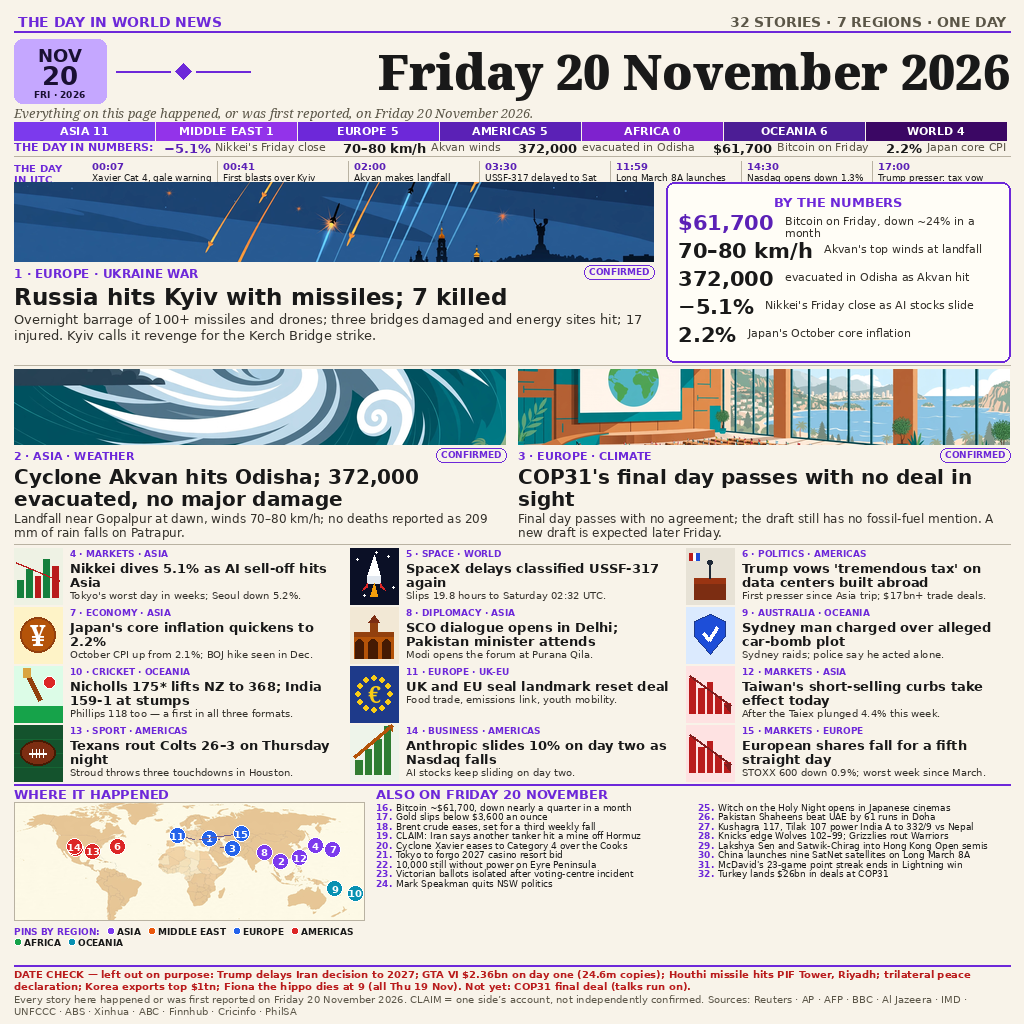 THE DAY IN WORLD NEWS
32 STORIES · 7 REGIONS · ONE DAY
NOV
20
FRI · 2026
Friday 20 November 2026
Everything on this page happened, or was first reported, on Friday 20 November 2026.
ASIA 11
MIDDLE EAST 1
EUROPE 5
AMERICAS 5
AFRICA 0
OCEANIA 6
WORLD 4
THE DAY IN NUMBERS: −5.1% Nikkei's Friday close 70–80 km/h Akvan winds 372,000 evacuated in Odisha $61,700 Bitcoin on Friday 2.2% Japan core CPI
THE DAY
IN UTC
00:07
Xavier Cat 4, gale warning
00:41
First blasts over Kyiv
02:00
Akvan makes landfall
03:30
USSF-317 delayed to Sat
11:59
Long March 8A launches
14:30
Nasdaq opens down 1.3%
17:00
Trump presser: tax vow
1 · EUROPE · UKRAINE WAR
CONFIRMED
Russia hits Kyiv with missiles; 7 killed
Overnight barrage of 100+ missiles and drones; three bridges damaged and energy sites hit; 17
injured. Kyiv calls it revenge for the Kerch Bridge strike.
BY THE NUMBERS
$61,700 Bitcoin on Friday, down ~24% in a
month
70–80 km/h Akvan's top winds at landfall
372,000 evacuated in Odisha as Akvan hit
−5.1% Nikkei's Friday close as AI stocks slide
2.2% Japan's October core inflation
2 · ASIA · WEATHER
CONFIRMED
Cyclone Akvan hits Odisha; 372,000
evacuated, no major damage
Landfall near Gopalpur at dawn, winds 70–80 km/h; no deaths reported as 209
mm of rain falls on Patrapur.
3 · EUROPE · CLIMATE
CONFIRMED
COP31's final day passes with no deal in
sight
Final day passes with no agreement; the draft still has no fossil-fuel mention. A
new draft is expected later Friday.
4 · MARKETS · ASIA
Nikkei dives 5.1% as AI sell-off hits
Asia
Tokyo's worst day in weeks; Seoul down 5.2%.
5 · SPACE · WORLD
SpaceX delays classified USSF-317
again
Slips 19.8 hours to Saturday 02:32 UTC.
6 · POLITICS · AMERICAS
Trump vows 'tremendous tax' on
data centers built abroad
First presser since Asia trip; $17bn+ trade deals.
7 · ECONOMY · ASIA
¥
Japan's core inflation quickens to
2.2%
October CPI up from 2.1%; BOJ hike seen in Dec.
8 · DIPLOMACY · ASIA
SCO dialogue opens in Delhi;
Pakistan minister attends
Modi opens the forum at Purana Qila.
9 · AUSTRALIA · OCEANIA
Sydney man charged over alleged
car-bomb plot
Sydney raids; police say he acted alone.
10 · CRICKET · OCEANIA
Nicholls 175* lifts NZ to 368; India
159-1 at stumps
Phillips 118 too — a first in all three formats.
11 · EUROPE · UK-EU
€
UK and EU seal landmark reset deal
Food trade, emissions link, youth mobility.
12 · MARKETS · ASIA
Taiwan's short-selling curbs take
effect today
After the Taiex plunged 4.4% this week.
13 · SPORT · AMERICAS
Texans rout Colts 26–3 on Thursday
night
Stroud throws three touchdowns in Houston.
14 · BUSINESS · AMERICAS
Anthropic slides 10% on day two as
Nasdaq falls
AI stocks keep sliding on day two.
15 · MARKETS · EUROPE
European shares fall for a fifth
straight day
STOXX 600 down 0.9%; worst week since March.
WHERE IT HAPPENED
14 13 6 11 1 15 3 8 2 12 4 7 9 10
PINS BY REGION: ASIA MIDDLE EAST EUROPE AMERICAS
AFRICA OCEANIA
ALSO ON FRIDAY 20 NOVEMBER
16. Bitcoin ~$61,700, down nearly a quarter in a month
17. Gold slips below $3,600 an ounce
18. Brent crude eases, set for a third weekly fall
19. CLAIM: Iran says another tanker hit a mine off Hormuz
20. Cyclone Xavier eases to Category 4 over the Cooks
21. Tokyo to forgo 2027 casino resort bid
22. 10,000 still without power on Eyre Peninsula
23. Victorian ballots isolated after voting-centre incident
24. Mark Speakman quits NSW politics
25. Witch on the Holy Night opens in Japanese cinemas
26. Pakistan Shaheens beat UAE by 61 runs in Doha
27. Kushagra 117, Tilak 107 power India A to 332/9 vs Nepal
28. Knicks edge Wolves 102–99; Grizzlies rout Warriors
29. Lakshya Sen and Satwik-Chirag into Hong Kong Open semis
30. China launches nine SatNet satellites on Long March 8A
31. McDavid's 23-game point streak ends in Lightning win
32. Turkey lands $26bn in deals at COP31
DATE CHECK — left out on purpose: Trump delays Iran decision to 2027; GTA VI $2.36bn on day one (24.6m copies); Houthi missile hits PIF Tower, Riyadh; trilateral peace
declaration; Korea exports top $1tn; Fiona the hippo dies at 9 (all Thu 19 Nov). Not yet: COP31 final deal (talks run on).
Every story here happened or was first reported on Friday 20 November 2026. CLAIM = one side's account, not independently confirmed. Sources: Reuters · AP · AFP · BBC · Al Jazeera · IMD ·
UNFCCC · ABS · Xinhua · ABC · Finnhub · Cricinfo · PhilSA